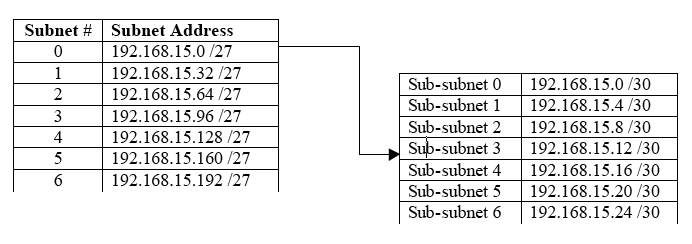 Subnet # Subnet Address
0 192.168.15.0 /27
1 192.168.15.32 /27
2 192.168.15.64 /27
3 192.168.15.96 /27
4 192.168.15.128 /27
5 192.168.15.160 /27
6 192.168.15.192 /27
Sub-subnet 0 192.168.15.0 /30
Sub-subnet 1 192.168.15.4 /30
Sub-subnet 2 192.168.15.8 /30
Sub-subnet 3 192.168.15.12 /30
Sub-subnet 4 192.168.15.16 /30
Sub-subnet 5 192.168.15.20 /30
Sub-subnet 6 192.168.15.24 /30